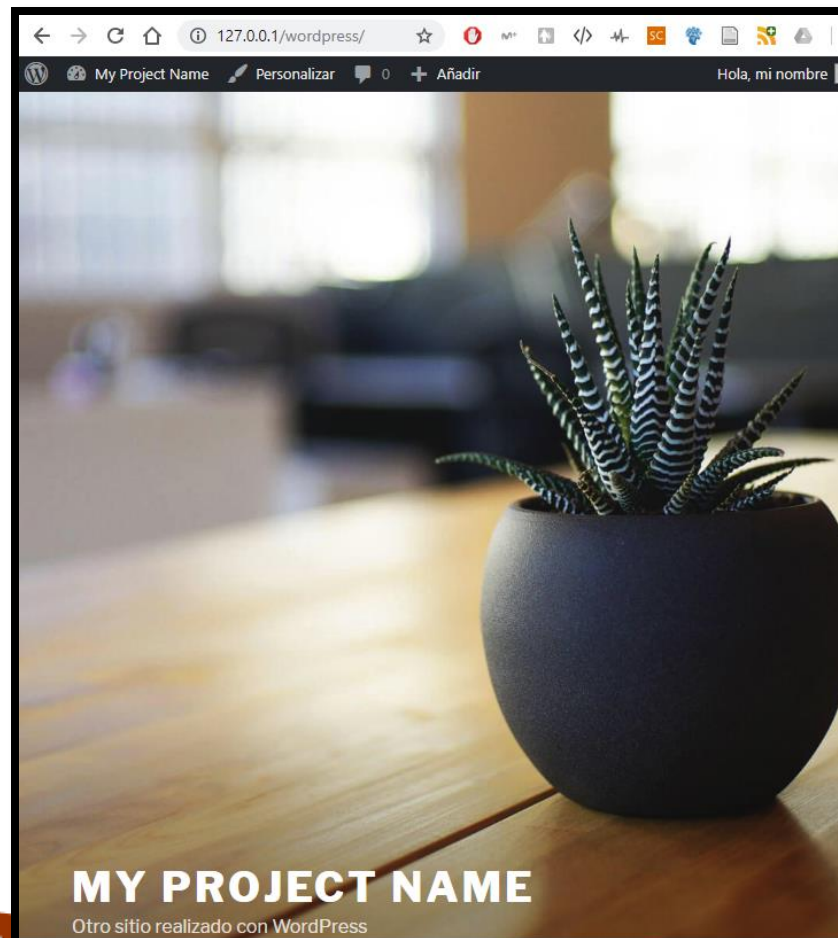 127.0.0.1/wordpress/
SC
My Project Name Personalizar 0 + Añadir Hola, mi nombre
MY PROJECT NAME
Otro sitio realizado con WordPress